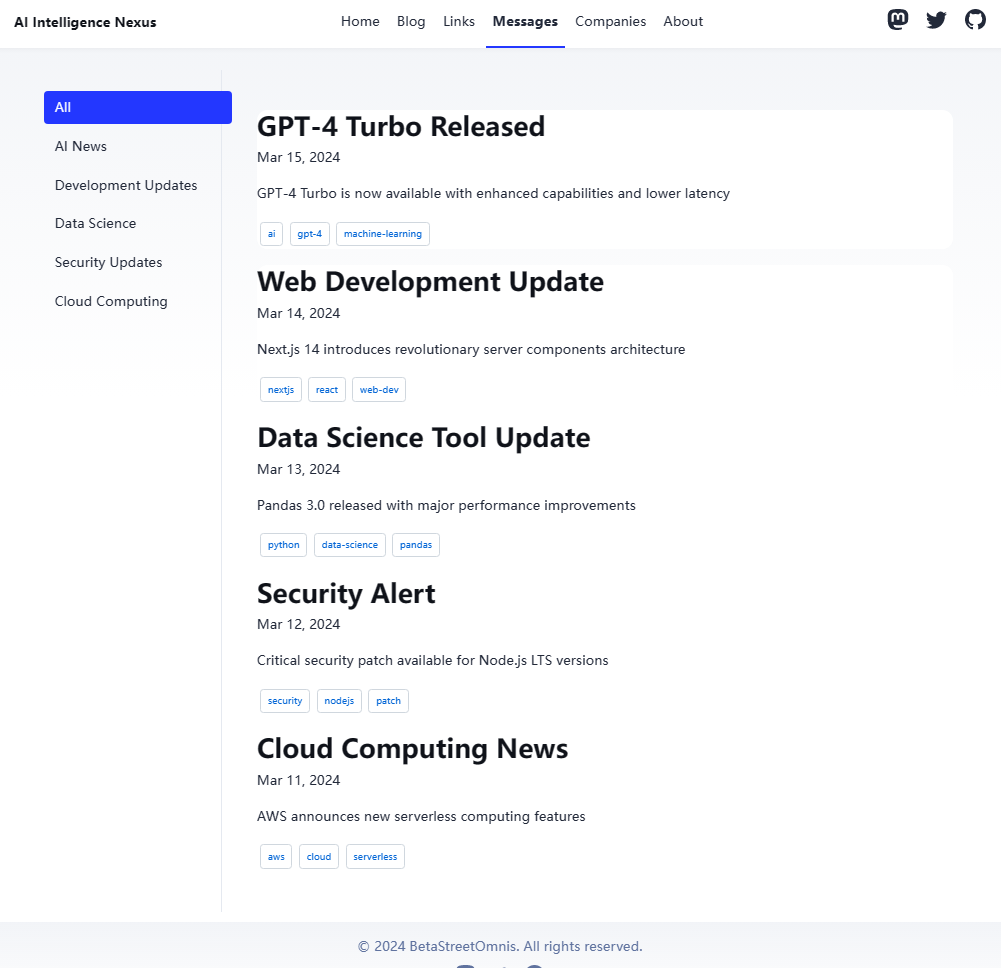 AI Intelligence Nexus
Home Blog Links Messages Companies About
All
AI News
Development Updates
Data Science
Security Updates
Cloud Computing
GPT-4 Turbo Released
Mar 15, 2024
GPT-4 Turbo is now available with enhanced capabilities and lower latency
ai gpt-4 machine-learning
Web Development Update
Mar 14, 2024
Next.js 14 introduces revolutionary server components architecture
nextjs react web-dev
Data Science Tool Update
Mar 13, 2024
Pandas 3.0 released with major performance improvements
python data-science pandas
Security Alert
Mar 12, 2024
Critical security patch available for Node.js LTS versions
security nodejs patch
Cloud Computing News
Mar 11, 2024
AWS announces new serverless computing features
aws cloud serverless
© 2024 BetaStreetOmnis. All rights reserved.